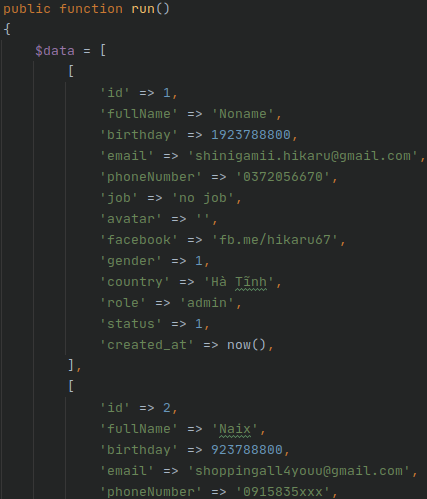 public function run()
{
$data = [
[
'id' => 1,
'fullName' => 'Noname',
'birthday' => 1923788800,
'email' => 'shinigamii.hikaru@gmail.com',
'phoneNumber' => '0372056670',
'job' => 'no job',
'avatar' => '',
'facebook' => 'fb.me/hikaru67',
'gender' => 1,
'country' => 'Hà Tĩnh',
'role' => 'admin',
'status' => 1,
'created_at' => now(),
],
[
'id' => 2,
'fullName' => 'Naix',
'birthday' => 923788800,
'email' => 'shoppingall4youu@gmail.com',
'phoneNumber' => '0915835xxx',